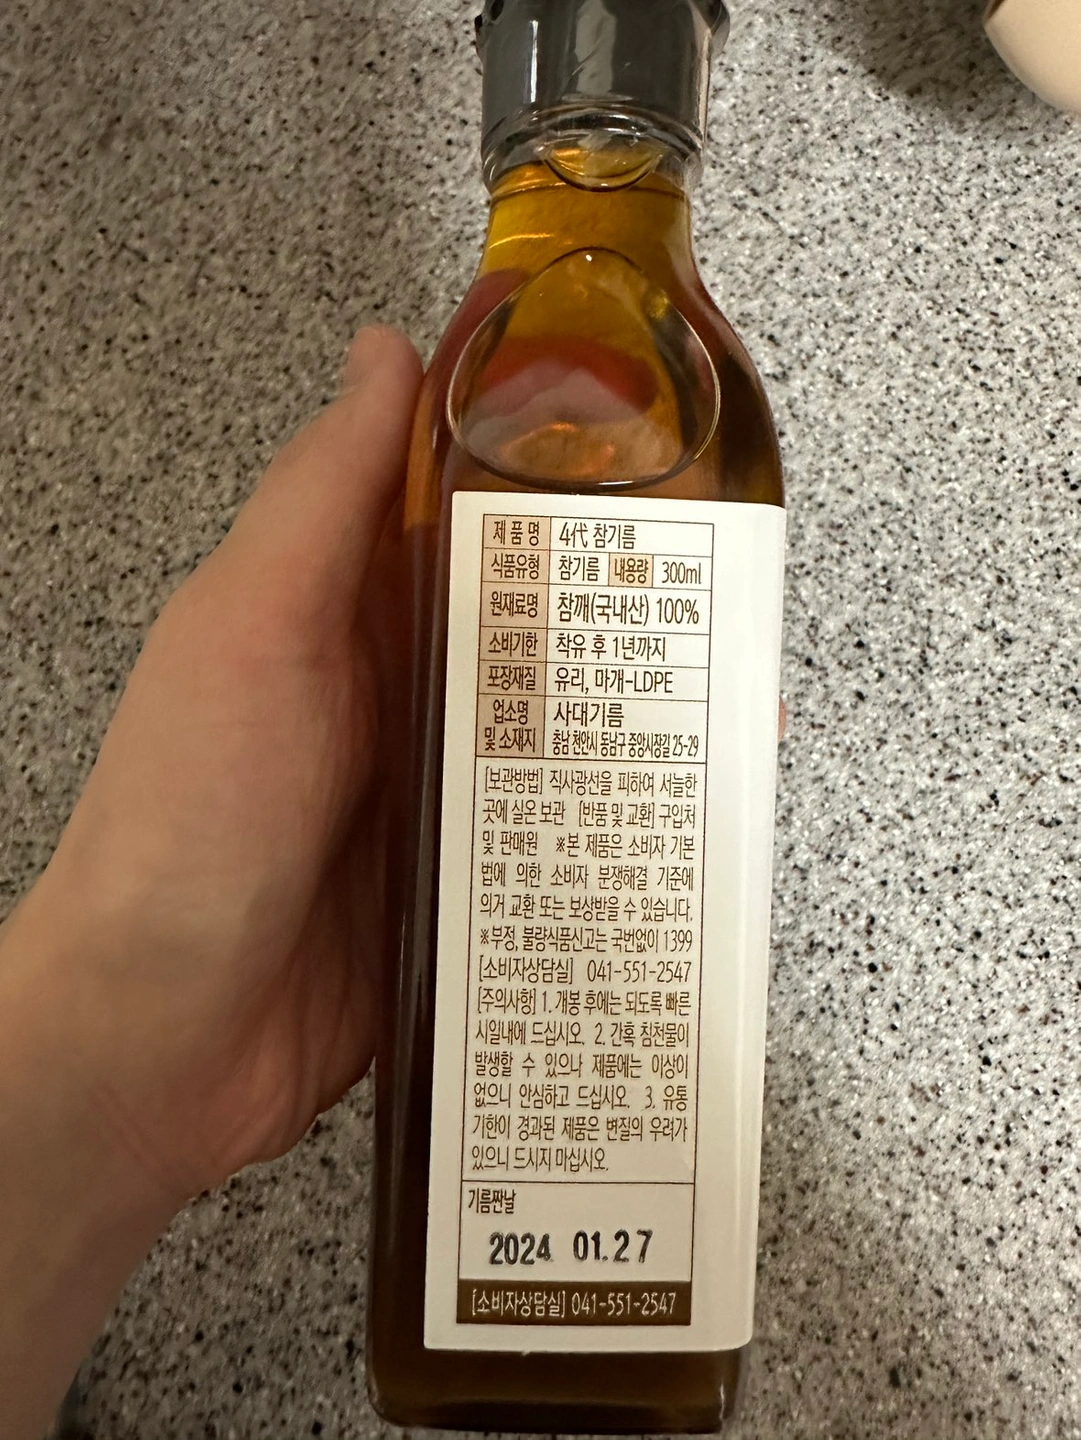 제 품 명 4代 참기름
식품유형 참기름 내용량 300ml
원재료명 참깨(국내산) 100%
소비기한 착유 후 1년까지
포장재질 유리, 마개-LDPE
업소명 사대기름
및 소재지 충남 천안시 동남구 중앙시장길 25-29
[보관방법] 직사광선을 피하여 서늘한
곳에 실온 보관 [반품 및 교환] 구입처
및 판매원 ※본 제품은 소비자 기본
법에 의한 소비자 분쟁해결 기준에
의거 교환 또는 보상받을 수 있습니다.
※부정, 불량식품신고는 국번없이 1399
[소비자상담실] 041-551-2547
[주의사항] 1. 개봉 후에는 되도록 빠른
시일내에 드십시오. 2. 간혹 침천물이
발생할 수 있으나 제품에는 이상이
없으니 안심하고 드십시오. 3. 유통
기한이 경과된 제품은 변질의 우려가
있으니 드시지 마십시오.
기름짠날
2024 01.27
[소비자상담실] 041-551-2547